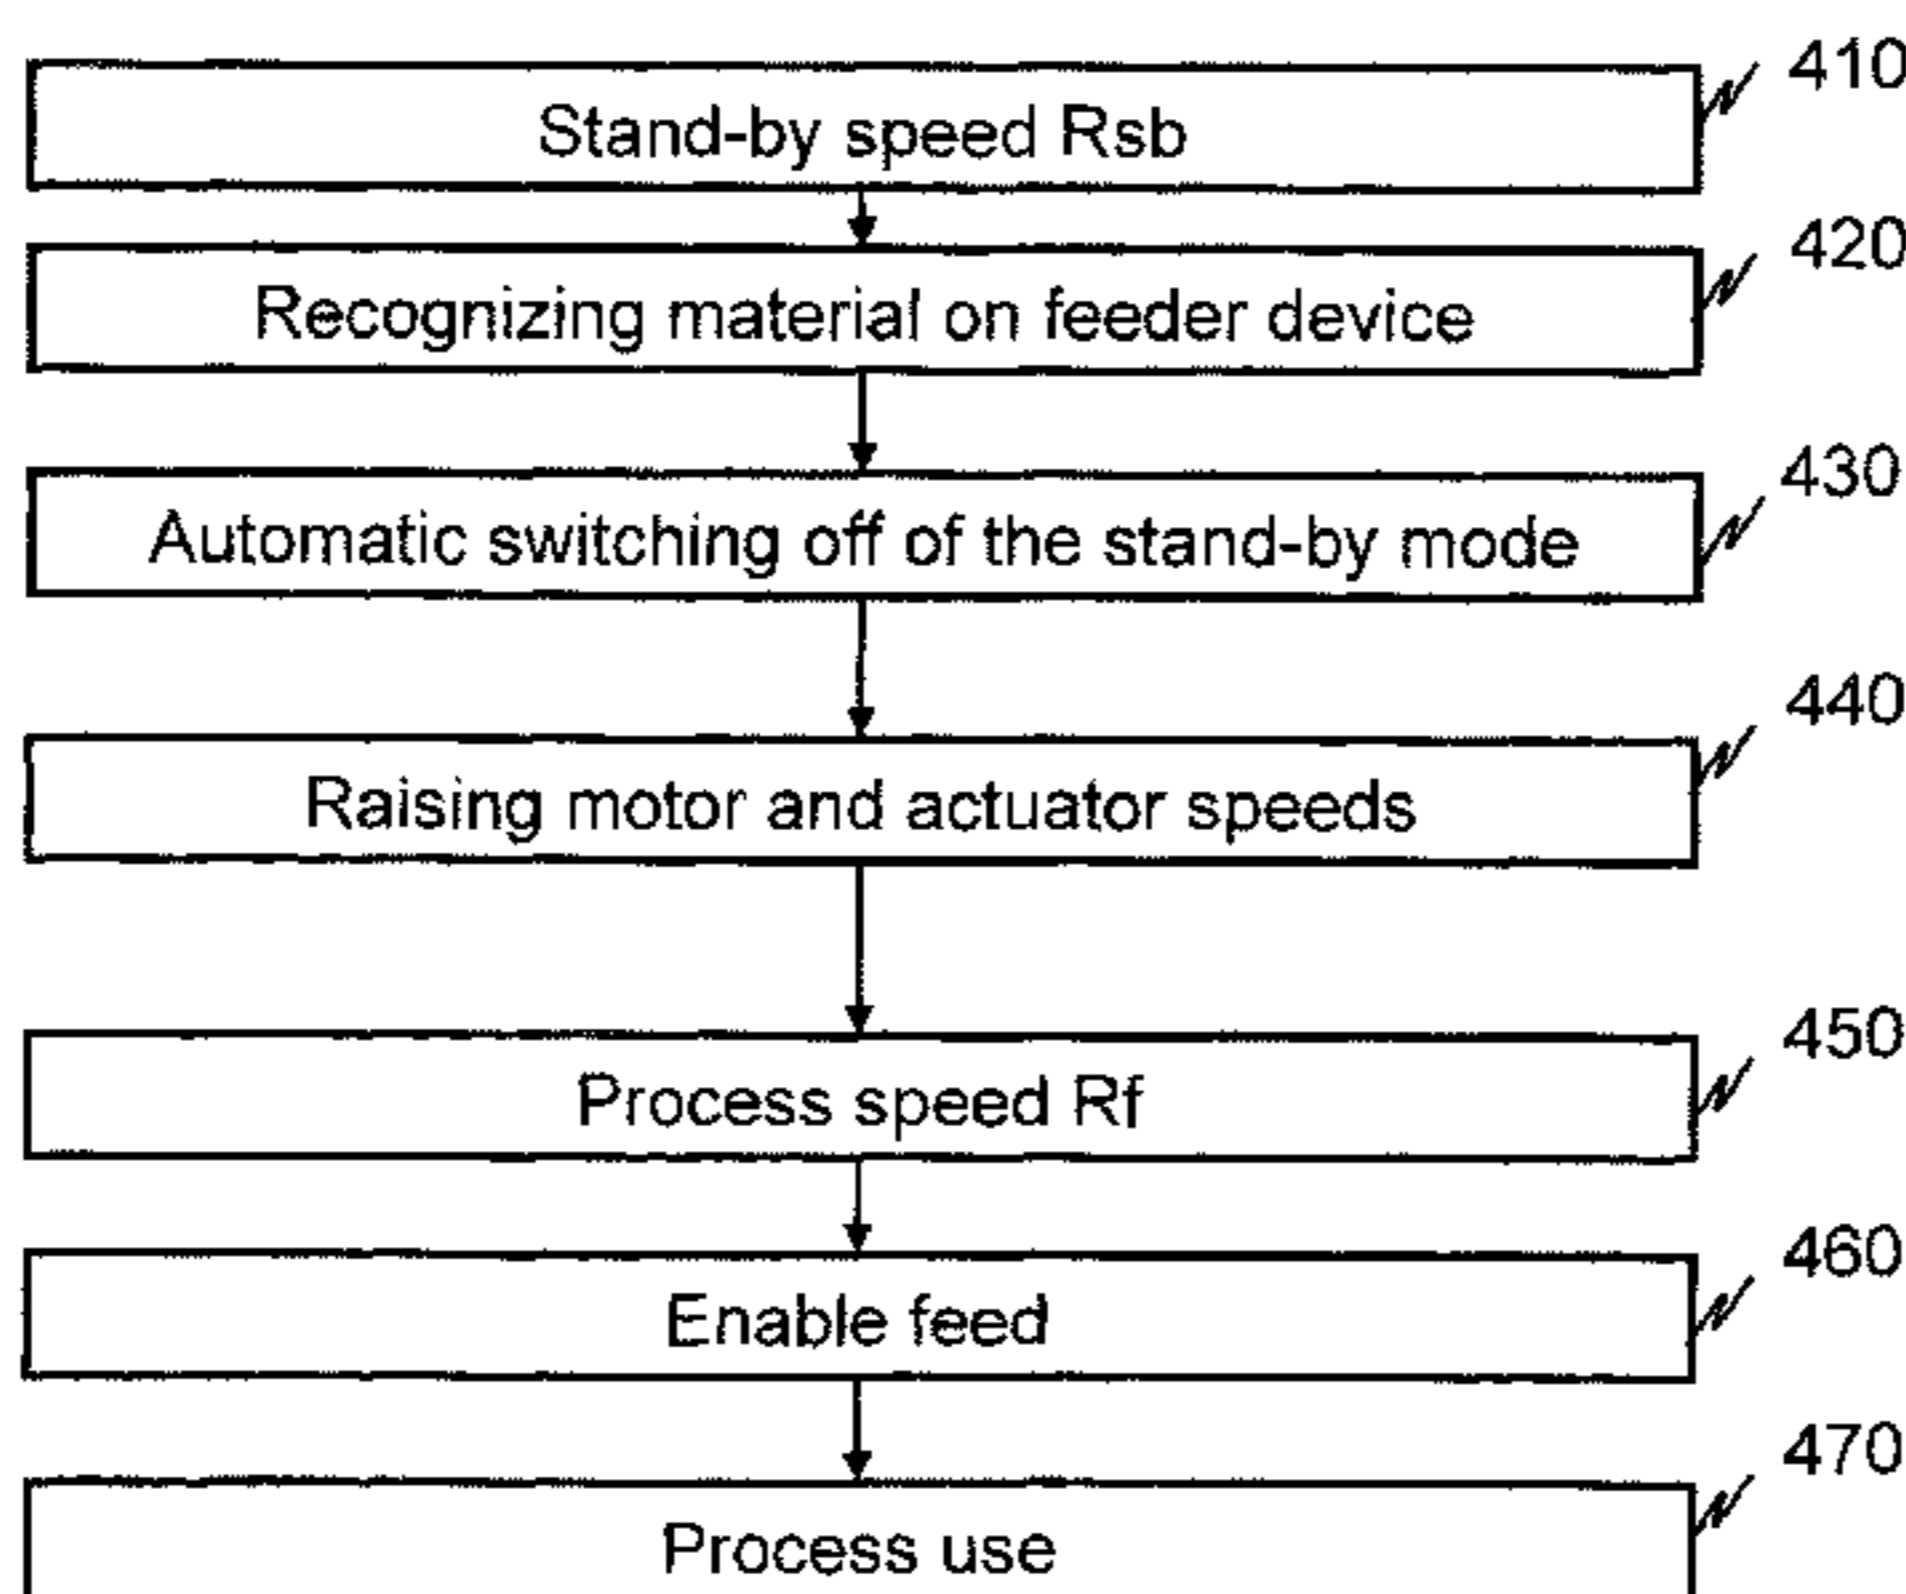 410
Stand-by speed Rsb
420
Recognizing material on feeder device
430
Automatic switching off of the stand-by mode
440
Raising motor and actuator speeds
450
Process speed Rf
460
Enable feed
470
Process use